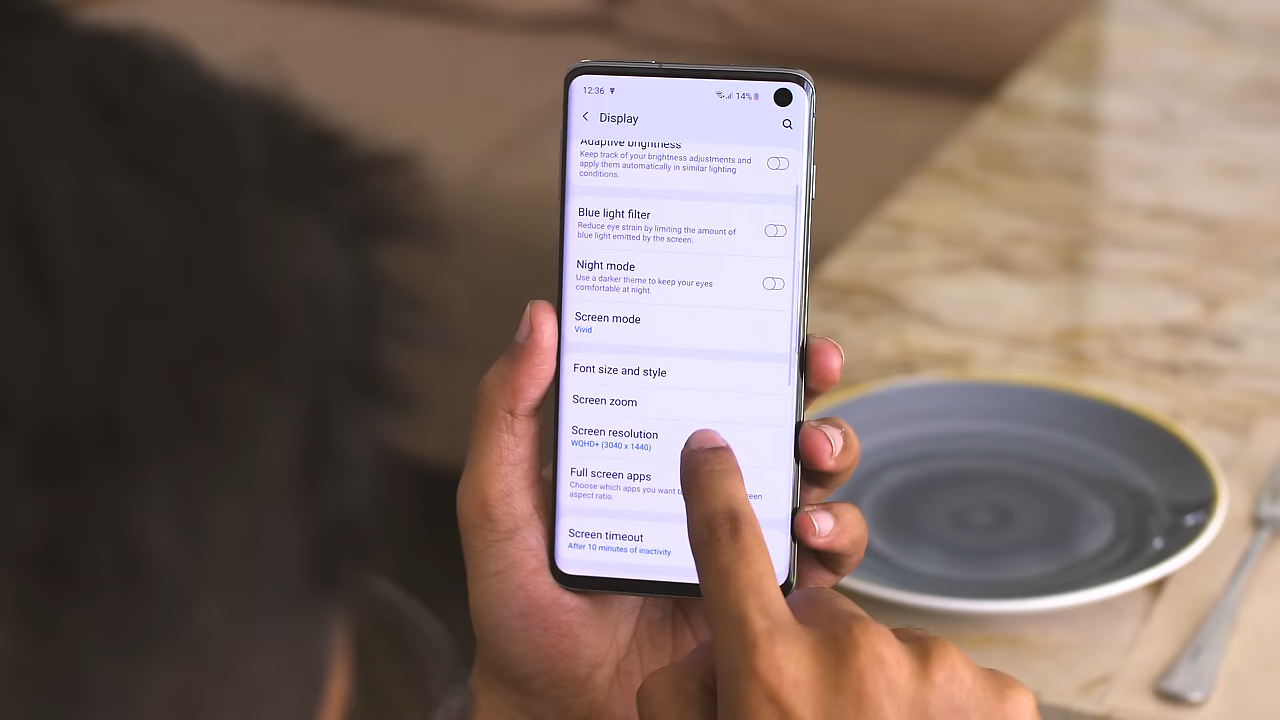 12:36
14%
Display
Adaptive brightness
Keep track of your brightness adjustments and
apply them automatically in similar lighting
conditions.
Blue light filter
Reduce eye strain by limiting the amount of
blue light emitted by the screen.
Night mode
Use a darker theme to keep your eyes
comfortable at night.
Screen mode
Vivid
Font size and style
Screen zoom
Screen resolution
WQHD+ (3040 x 1440)
Full screen apps
Choose which apps you want to
aspect ratio.
Screen timeout
After 10 minutes of inactivity